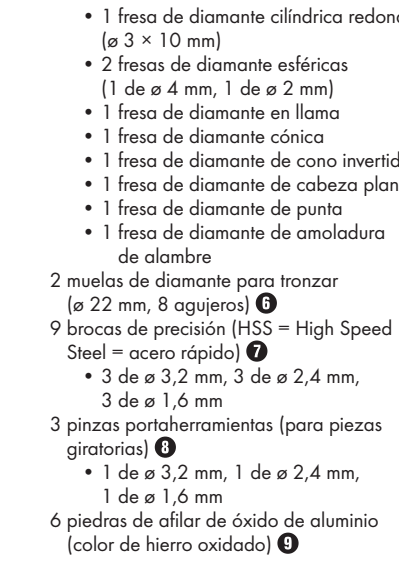 • 1 fresa de diamante cilíndrica
(ø 3 × 10 mm)
• 2 fresas de diamante esféricas
(1 de ø 4 mm, 1 de ø 2 mm)
• 1 fresa de diamante en llama
• 1 fresa de diamante cónica
• 1 fresa de diamante de cono
• 1 fresa de diamante de cabeza
• 1 fresa de diamante de punta
• 1 fresa de diamante de amoladura
de alambre
2 muelas de diamante para tronzar
(ø 22 mm, 8 agujeros) 6
9 brocas de precisión (HSS = High Speed
Steel = acero rápido) 7
• 3 de ø 3,2 mm, 3 de ø 2,4 mm,
3 de ø 1,6 mm
3 pinzas portaherramientas (para piezas
giratorias) 8
• 1 de ø 3,2 mm, 1 de ø 2,4 mm,
1 de ø 1,6 mm
6 piedras de afilar de óxido de aluminio
(color de hierro oxidado) 9